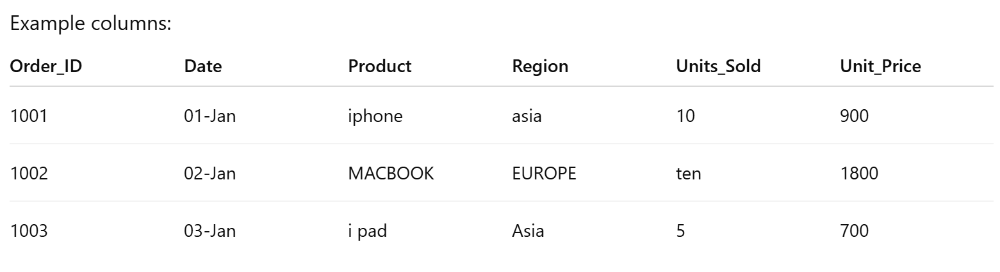 Example columns:
Order_ID Date Product Region Units_Sold Unit_Price
1001 01-Jan iphone asia 10 900
1002 02-Jan MACBOOK EUROPE ten 1800
1003 03-Jan i pad Asia 5 700